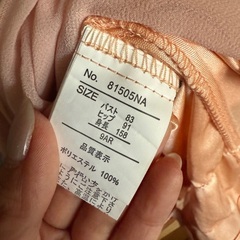 No. 81505NA
SIZE
バスト 83
ヒップ 91
身長 158
9AR
品質表示
ポリエステル 100%